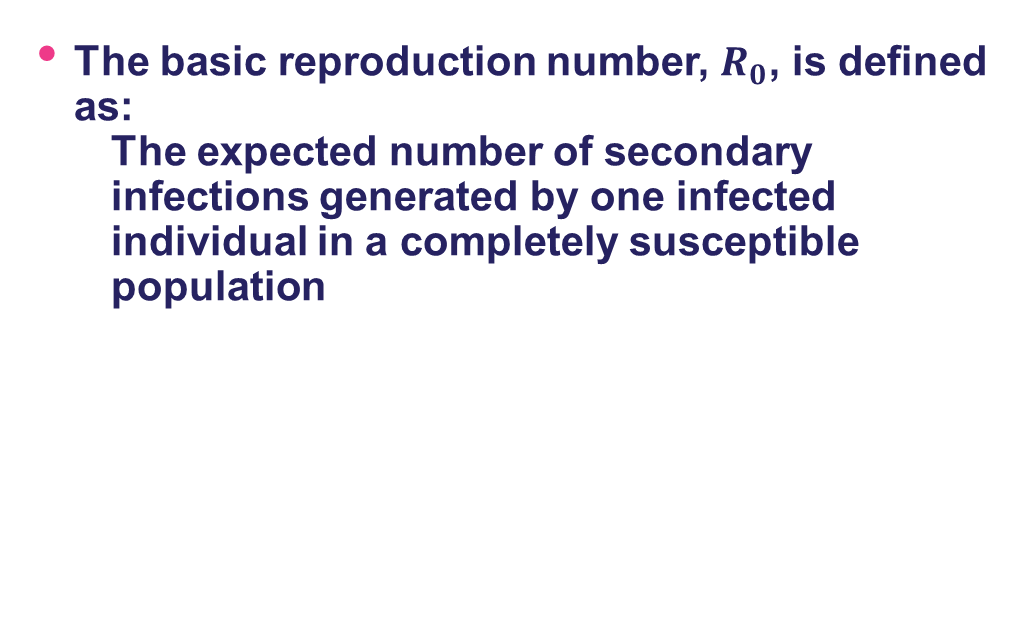 • The basic reproduction number, R₀, is defined
as:
The expected number of secondary
infections generated by one infected
individual in a completely susceptible
population